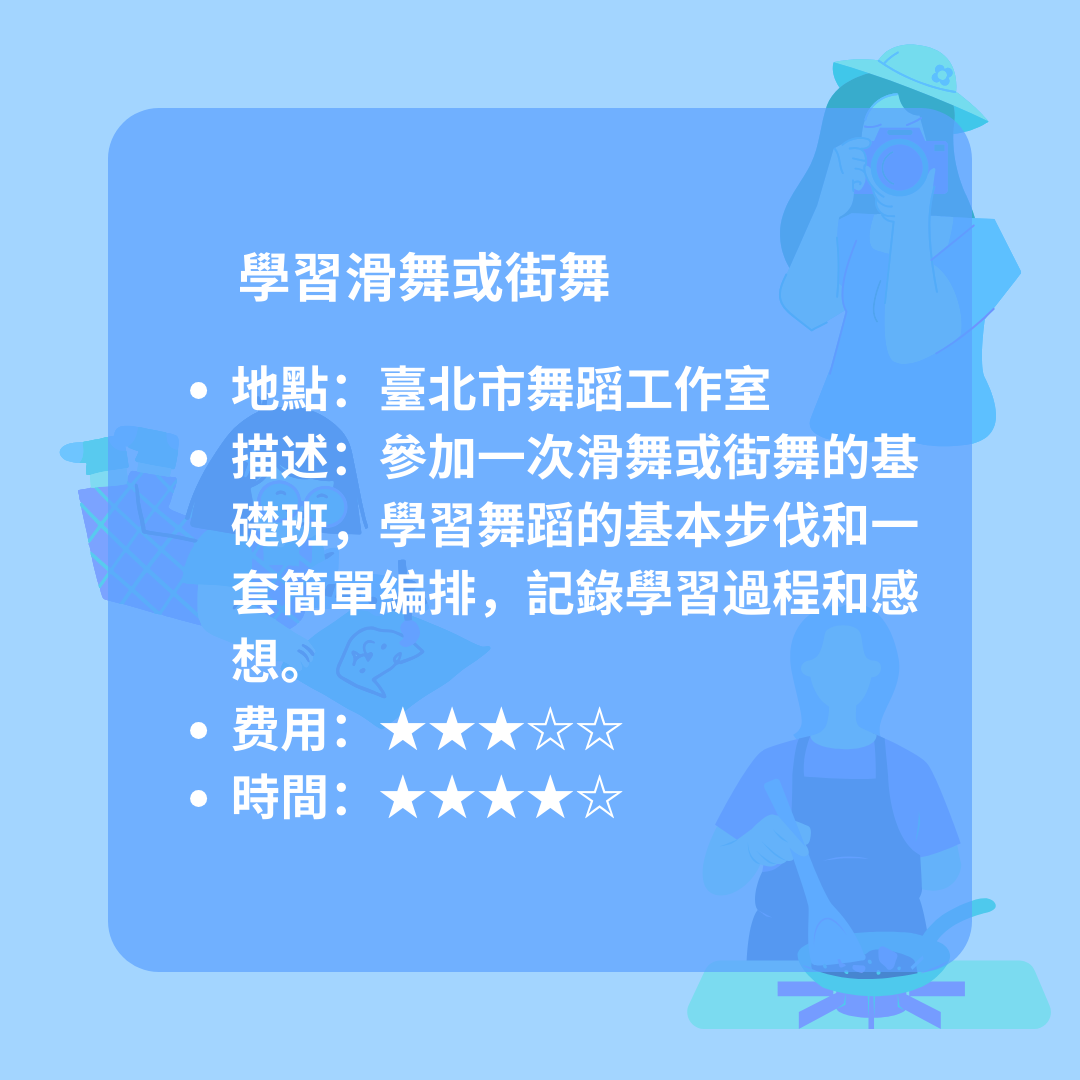 學習滑舞或街舞
• 地點：臺北市舞蹈工作室
• 描述：參加一次滑舞或街舞的基
礎班，學習舞蹈的基本步伐和一
套簡單編排，記錄學習過程和感
想。
• 费用：★★★☆☆
• 時間：★★★★☆